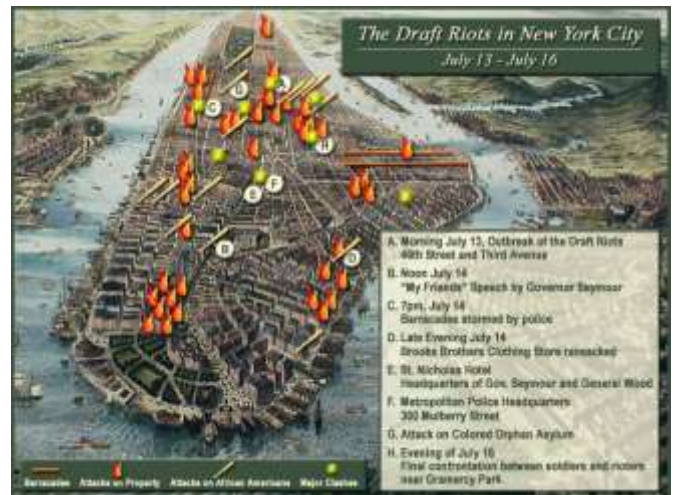 The Draft Riots in New York City
July 13 - July 16
A
G
C
H
F
E
B
D
A. Morning July 13, Outbreak of the Draft Riots
46th Street and Third Avenue
B. Noon July 14
"My Friends" Speech by Governor Seymour
C. 7pm, July 14
Barracades stormed by police
D. Late Evening July 14
Brooks Brothers Clothing Store ransacked
E. St. Nicholas Hotel
Headquarters of Gov. Seymour and General Wood
F. Metropolitan Police Headquarters
300 Mulberry Street
G. Attack on Colored Orphan Asylum
H. Evening of July 16
Final confrontation between soldiers and rioters
near Gramercy Park.
Barracades Attacks on Property Attacks on African Americans Major Clashes